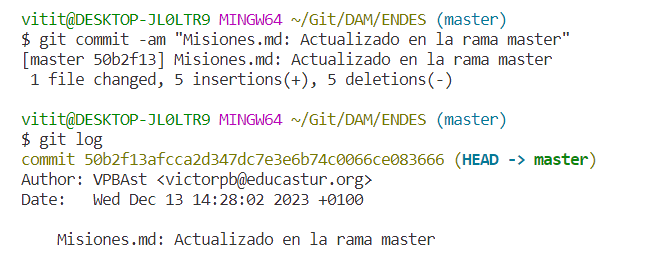 vitit@DESKTOP-JL0LTR9 MINGW64 ~/Git/DAM/ENDES (master)
$ git commit -am "Misiones.md: Actualizado en la rama master"
[master 50b2f13] Misiones.md: Actualizado en la rama master
 1 file changed, 5 insertions(+), 5 deletions(-)

vitit@DESKTOP-JL0LTR9 MINGW64 ~/Git/DAM/ENDES (master)
$ git log
commit 50b2f13afcca2d347dc7e3e6b74c0066ce083666 (HEAD -> master)
Author: VPBAst <victorpb@educastur.org>
Date:   Wed Dec 13 14:28:02 2023 +0100

    Misiones.md: Actualizado en la rama master